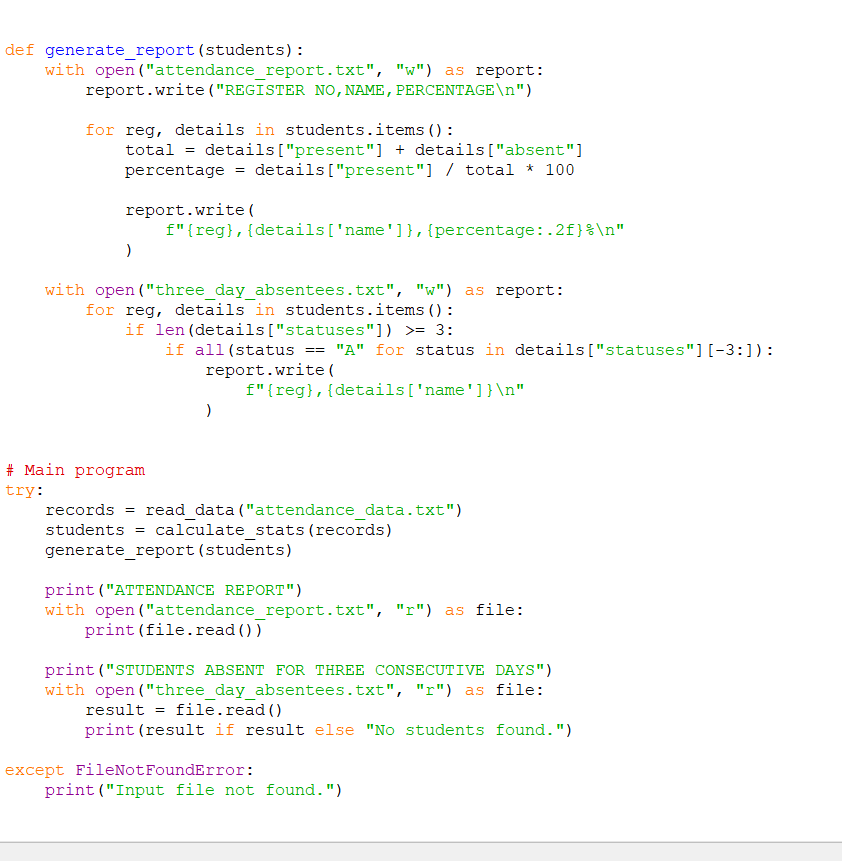 def generate_report(students):
    with open("attendance_report.txt", "w") as report:
        report.write("REGISTER NO,NAME,PERCENTAGE\n")

        for reg, details in students.items():
            total = details["present"] + details["absent"]
            percentage = details["present"] / total * 100

            report.write(
                f"{reg},{details['name']},{percentage:.2f}%\n"
            )

    with open("three_day_absentees.txt", "w") as report:
        for reg, details in students.items():
            if len(details["statuses"]) >= 3:
                if all(status == "A" for status in details["statuses"][-3:]):
                    report.write(
                        f"{reg},{details['name']}\n"
                    )


# Main program
try:
    records = read_data("attendance_data.txt")
    students = calculate_stats(records)
    generate_report(students)

    print("ATTENDANCE REPORT")
    with open("attendance_report.txt", "r") as file:
        print(file.read())

    print("STUDENTS ABSENT FOR THREE CONSECUTIVE DAYS")
    with open("three_day_absentees.txt", "r") as file:
        result = file.read()
        print(result if result else "No students found.")

except FileNotFoundError:
    print("Input file not found.")